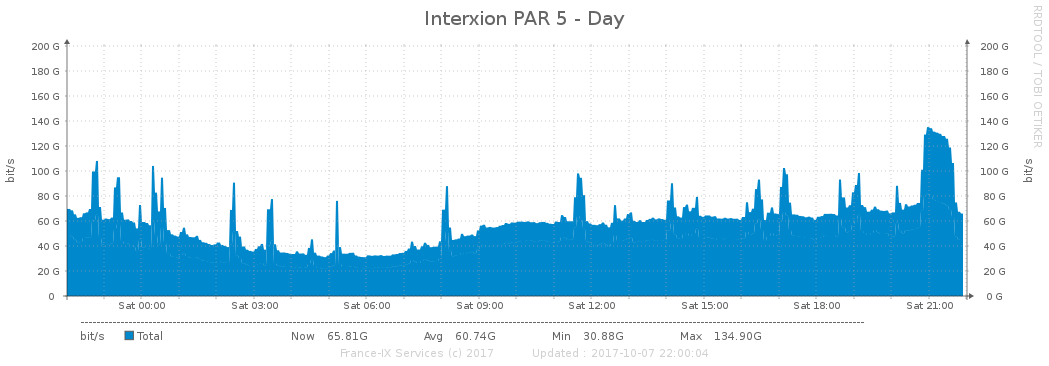 Interxion PAR 5 - Day
RRDTOOL / TOBI OETIKER
bit/s
bit/s
200 G 200 G
180 G 180 G
160 G 160 G
140 G 140 G
120 G 120 G
100 G 100 G
80 G 80 G
60 G 60 G
40 G 40 G
20 G 20 G
0 0 G
Sat 00:00 Sat 03:00 Sat 06:00 Sat 09:00 Sat 12:00 Sat 15:00 Sat 18:00 Sat 21:00
bit/s Total Now 65.81G Avg 60.74G Min 30.88G Max 134.90G
France-IX Services (c) 2017 Updated : 2017-10-07 22:00:04